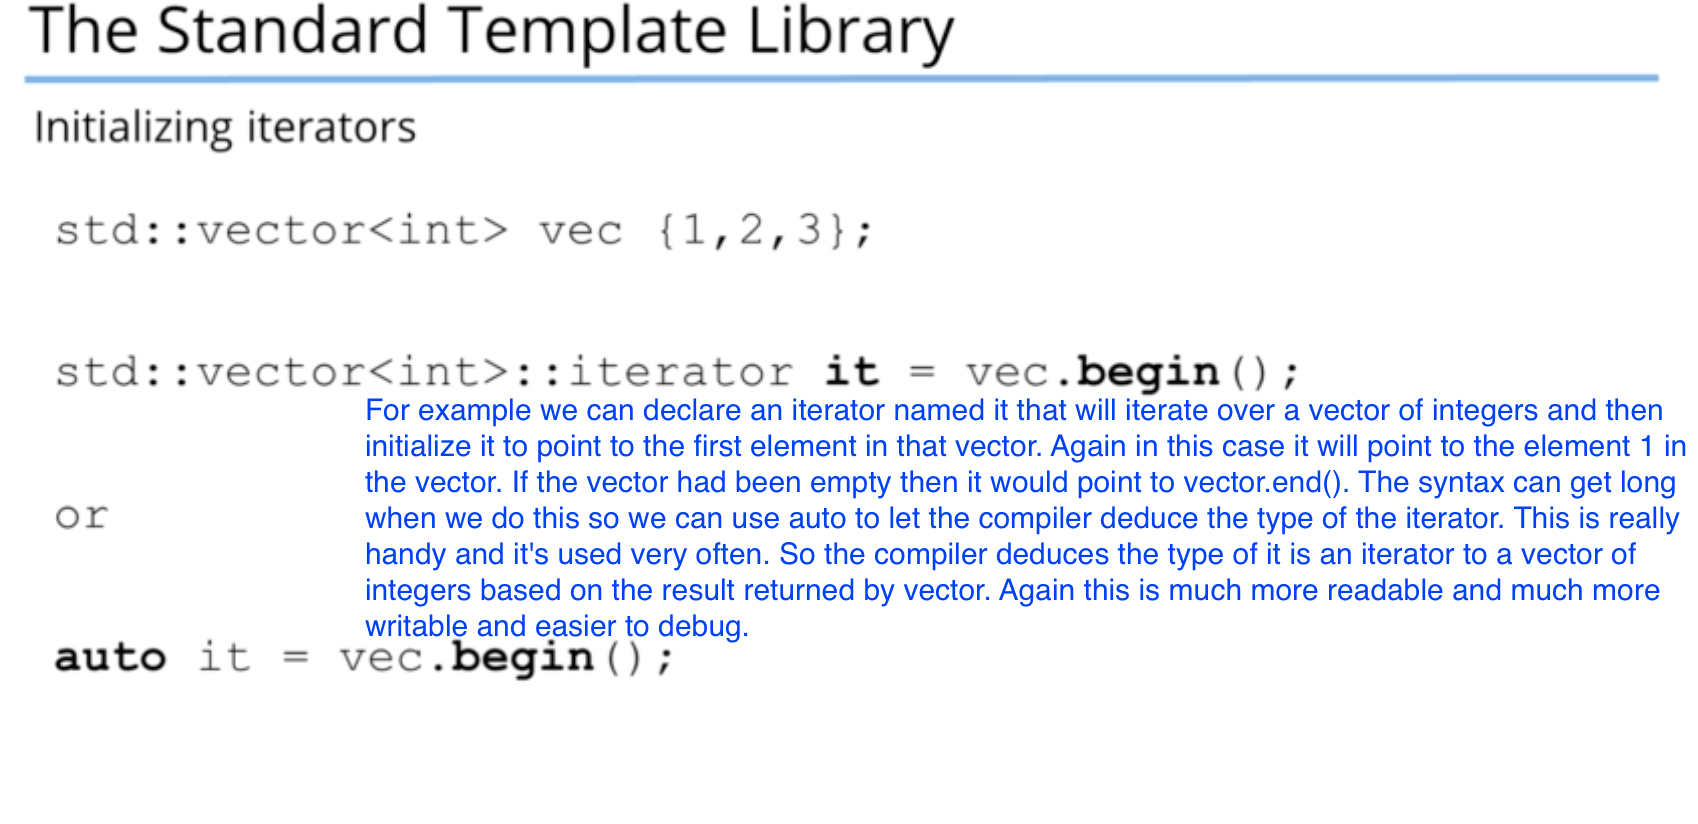 The Standard Template Library
Initializing iterators
std::vector<int> vec {1,2,3};
std::vector<int>::iterator it = vec.begin();
For example we can declare an iterator named it that will iterate over a vector of integers and then
initialize it to point to the first element in that vector. Again in this case it will point to the element 1 in
the vector. If the vector had been empty then it would point to vector.end(). The syntax can get long
when we do this so we can use auto to let the compiler deduce the type of the iterator. This is really
handy and it's used very often. So the compiler deduces the type of it is an iterator to a vector of
integers based on the result returned by vector. Again this is much more readable and much more
writable and easier to debug.
or
auto it = vec.begin();